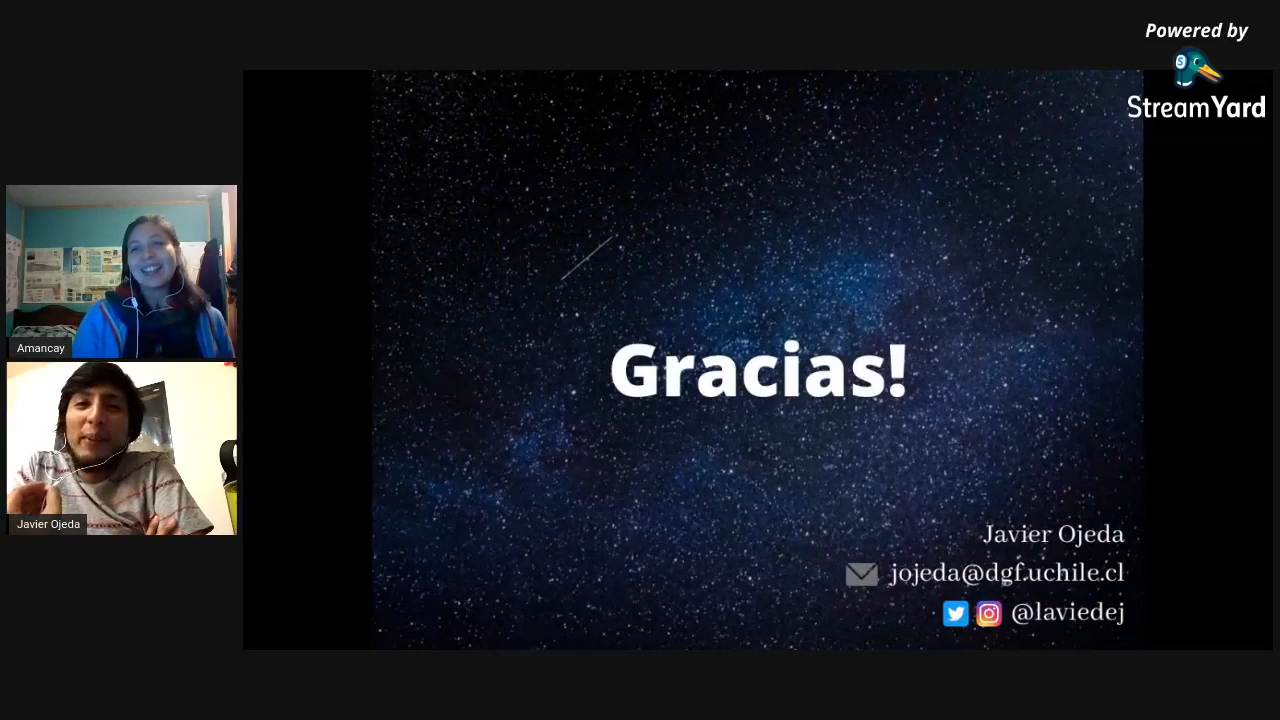 Powered by
StreamYard
Amancay
Javier Ojeda
Gracias!
Javier Ojeda
jojeda@dgf.uchile.cl
@laviedej